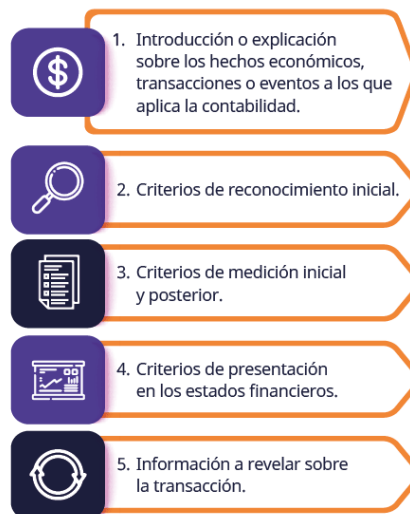 1. Introducción o explicación
sobre los hechos económicos,
transacciones o eventos a los que
aplica la contabilidad.
2. Criterios de reconocimiento inicial.
3. Criterios de medición inicial
y posterior.
4. Criterios de presentación
en los estados financieros.
5. Información a revelar sobre
la transacción.